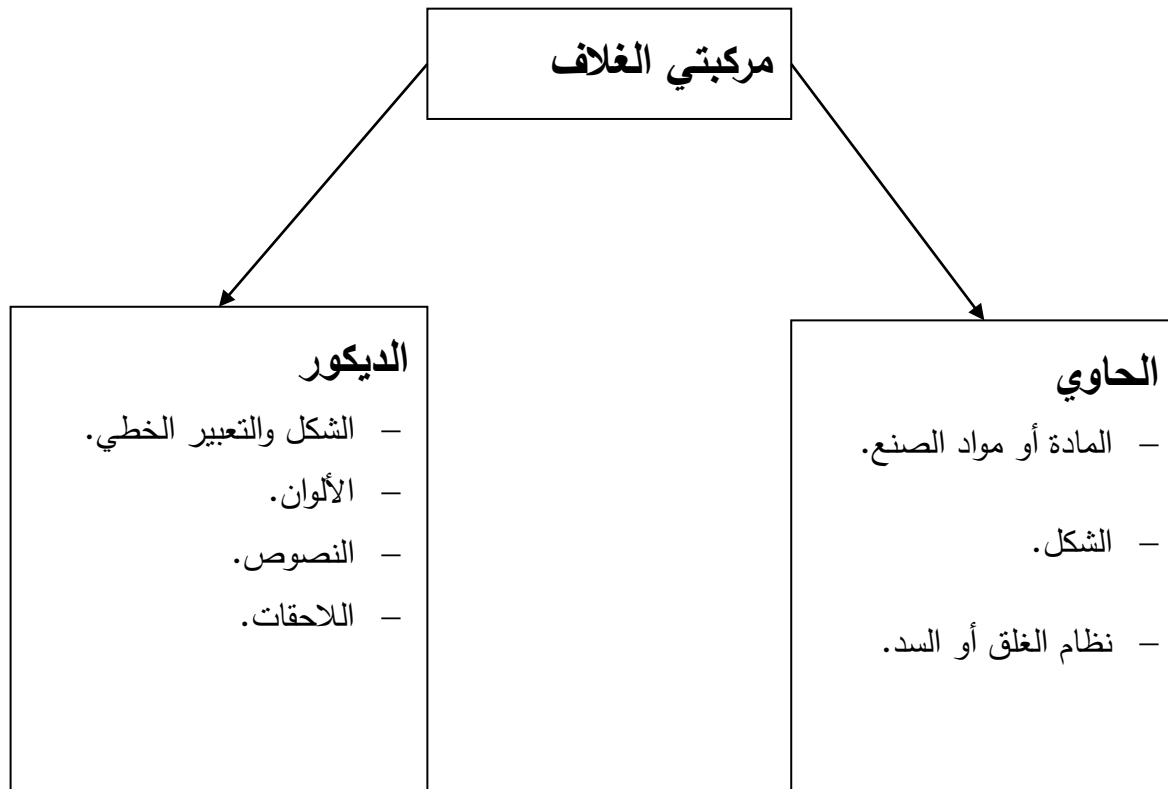 مركبتي الغلاف
الحاوي
– المادة أو مواد الصنع.
– الشكل.
– نظام الغلق أو السد.
الديكور
– الشكل والتعبير الخطي.
– الألوان.
– النصوص.
– اللاحقات.